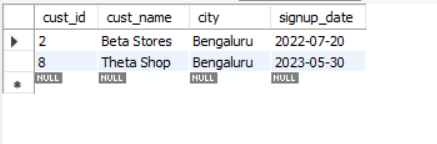 cust_id cust_name city signup_date
2 Beta Stores Bengaluru 2022-07-20
8 Theta Shop Bengaluru 2023-05-30
NULL NULL NULL NULL